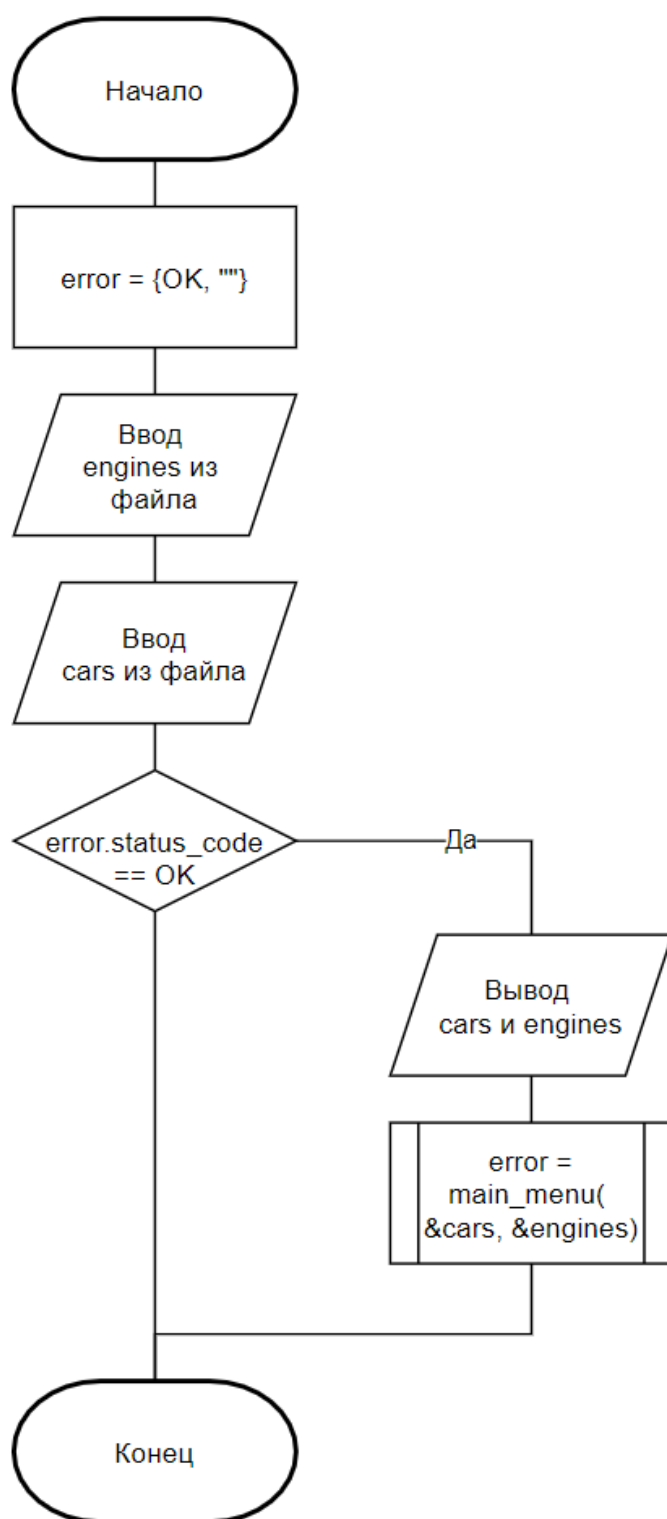 Начало
error = {OK, ""}
Ввод
engines из
файла
Ввод
cars из файла
error.status_code
== OK
Да
Вывод
cars и engines
error =
main_menu(
&cars, &engines)
Конец